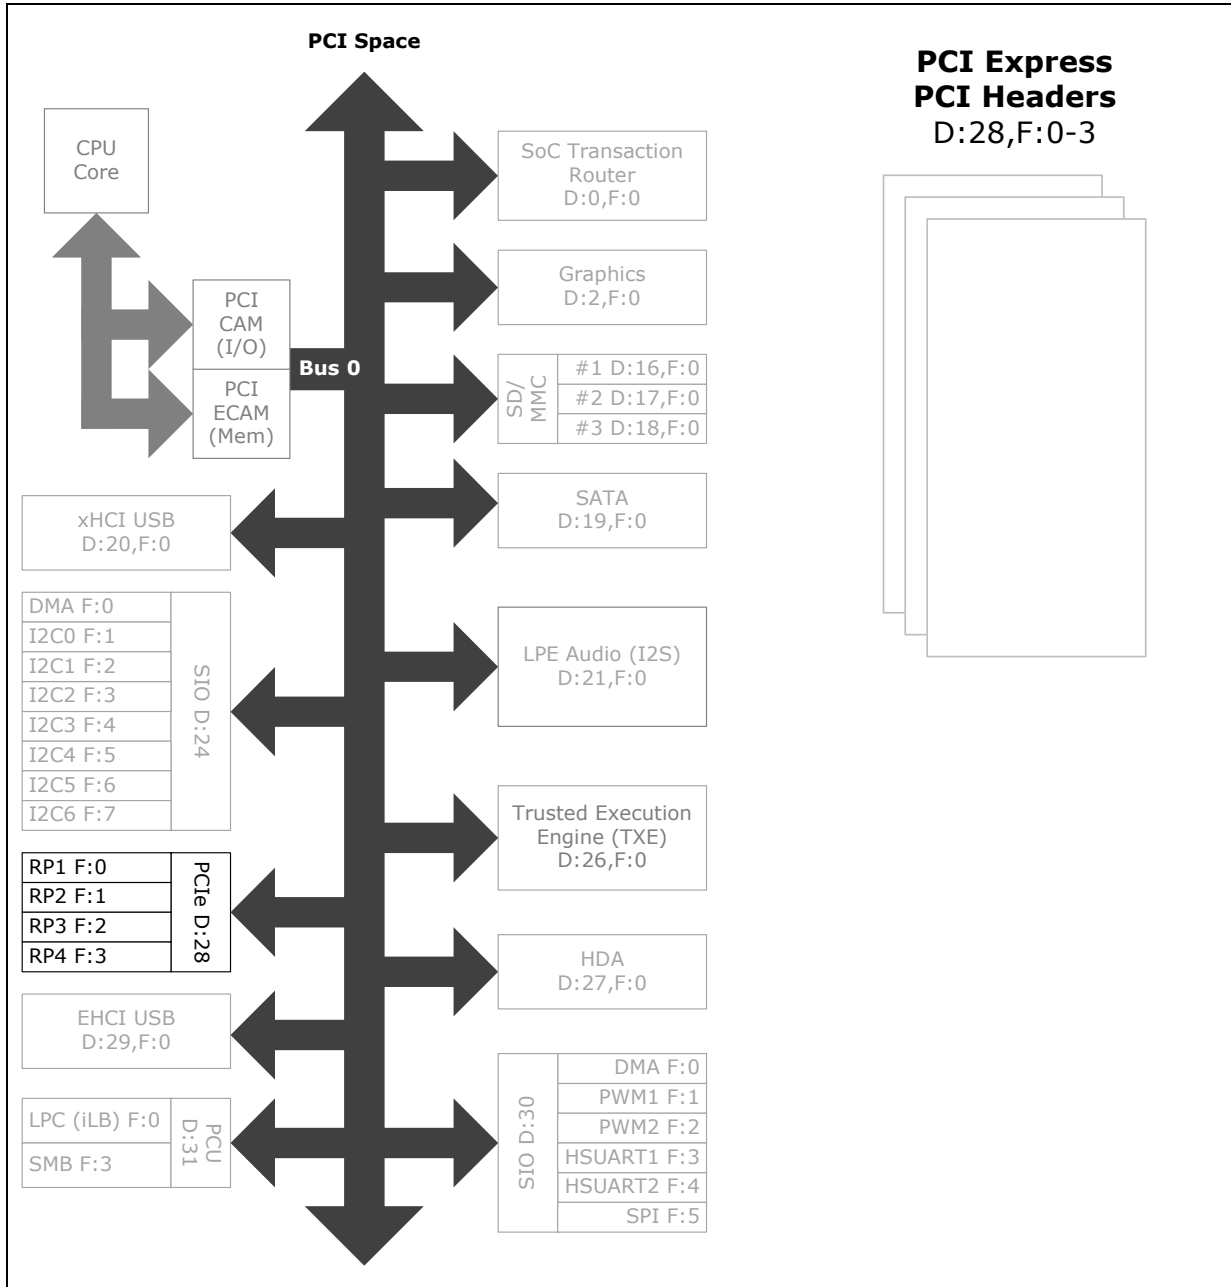 PCI Space
PCI Express
PCI Headers
D:28,F:0-3
CPU
Core
SoC Transaction
Router
D:0,F:0
Graphics
D:2,F:0
PCI
CAM
(I/O)
PCI
ECAM
(Mem)
Bus 0
SD/
MMC
#1 D:16,F:0
#2 D:17,F:0
#3 D:18,F:0
SATA
D:19,F:0
xHCI USB
D:20,F:0
DMA F:0
I2C0 F:1
I2C1 F:2
I2C2 F:3
I2C3 F:4
I2C4 F:5
I2C5 F:6
I2C6 F:7
SIO D:24
LPE Audio (I2S)
D:21,F:0
Trusted Execution
Engine (TXE)
D:26,F:0
RP1 F:0
RP2 F:1
RP3 F:2
RP4 F:3
PCIe D:28
HDA
D:27,F:0
EHCI USB
D:29,F:0
LPC (iLB) F:0
SMB F:3
PCU
D:31
SIO D:30
DMA F:0
PWM1 F:1
PWM2 F:2
HSUART1 F:3
HSUART2 F:4
SPI F:5